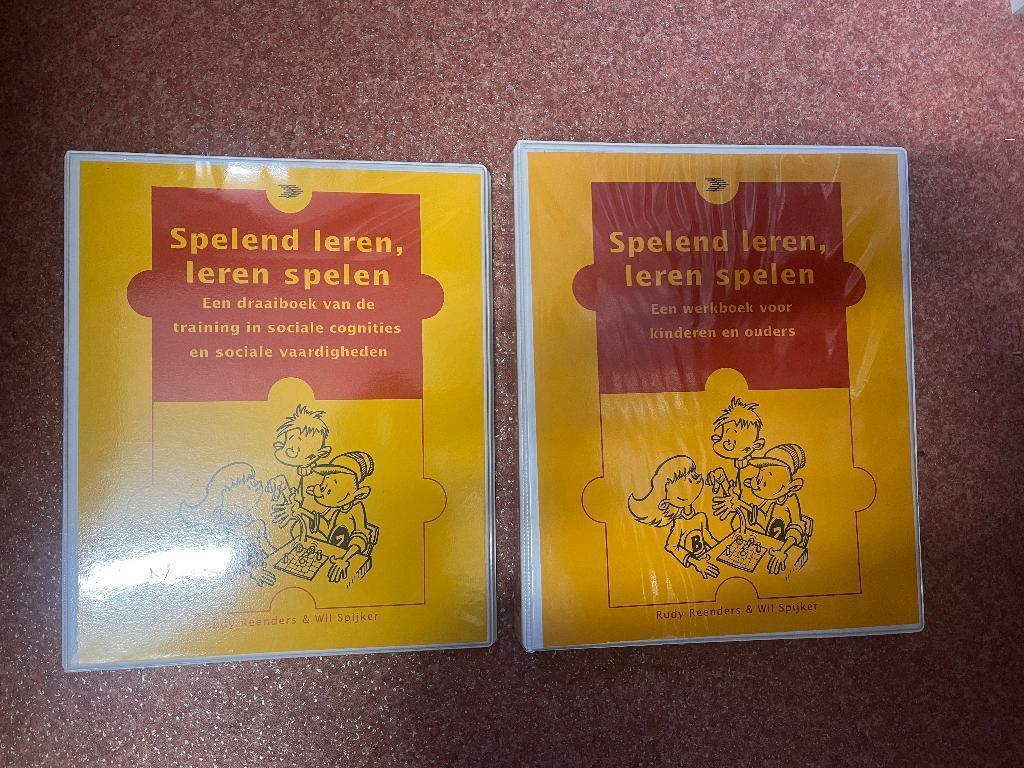 Spelend leren,
leren spelen
Een draaiboek van de
training in sociale cognities
en sociale vaardigheden
Rudy Reenders & Wil Spijker
Spelend leren,
leren spelen
Een werkboek voor
kinderen en ouders
B
Rudy Reenders & Wil Spijker